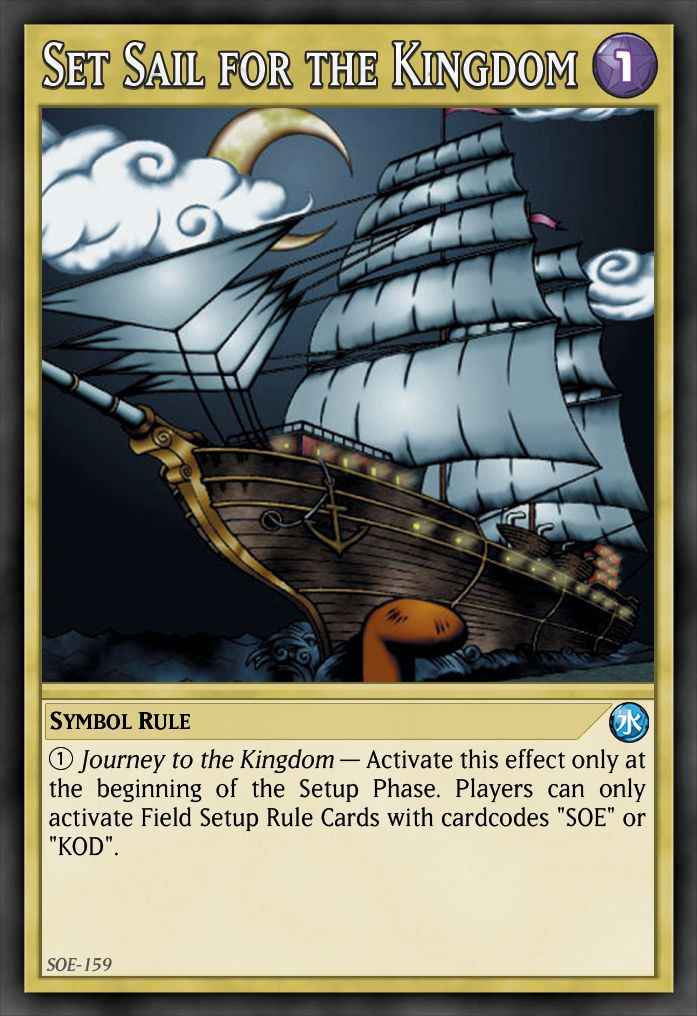 SET SAIL FOR THE KINGDOM 1
SYMBOL RULE 水
① Journey to the Kingdom — Activate this effect only at
the beginning of the Setup Phase. Players can only
activate Field Setup Rule Cards with cardcodes "SOE" or
"KOD".
SOE-159